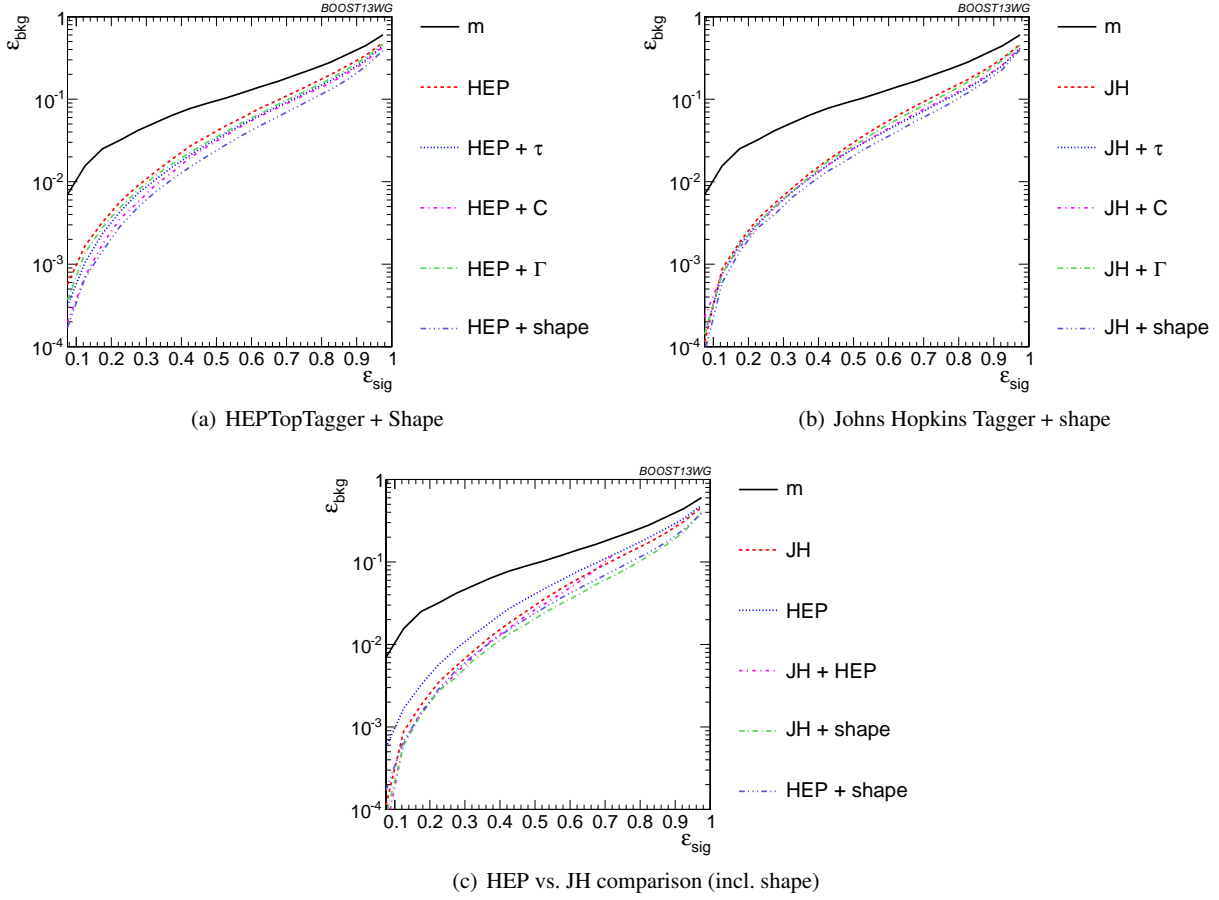 BOOST13WG
ε_bkg
1
10⁻¹
10⁻²
10⁻³
10⁻⁴
0.1 0.2 0.3 0.4 0.5 0.6 0.7 0.8 0.9 1
ε_sig
m
HEP
HEP + τ
HEP + C
HEP + Γ
HEP + shape
(a) HEPTopTagger + Shape
BOOST13WG
ε_bkg
1
10⁻¹
10⁻²
10⁻³
10⁻⁴
0.1 0.2 0.3 0.4 0.5 0.6 0.7 0.8 0.9 1
ε_sig
m
JH
JH + τ
JH + C
JH + Γ
JH + shape
(b) Johns Hopkins Tagger + shape
BOOST13WG
ε_bkg
1
10⁻¹
10⁻²
10⁻³
10⁻⁴
0.1 0.2 0.3 0.4 0.5 0.6 0.7 0.8 0.9 1
ε_sig
m
JH
HEP
JH + HEP
JH + shape
HEP + shape
(c) HEP vs. JH comparison (incl. shape)